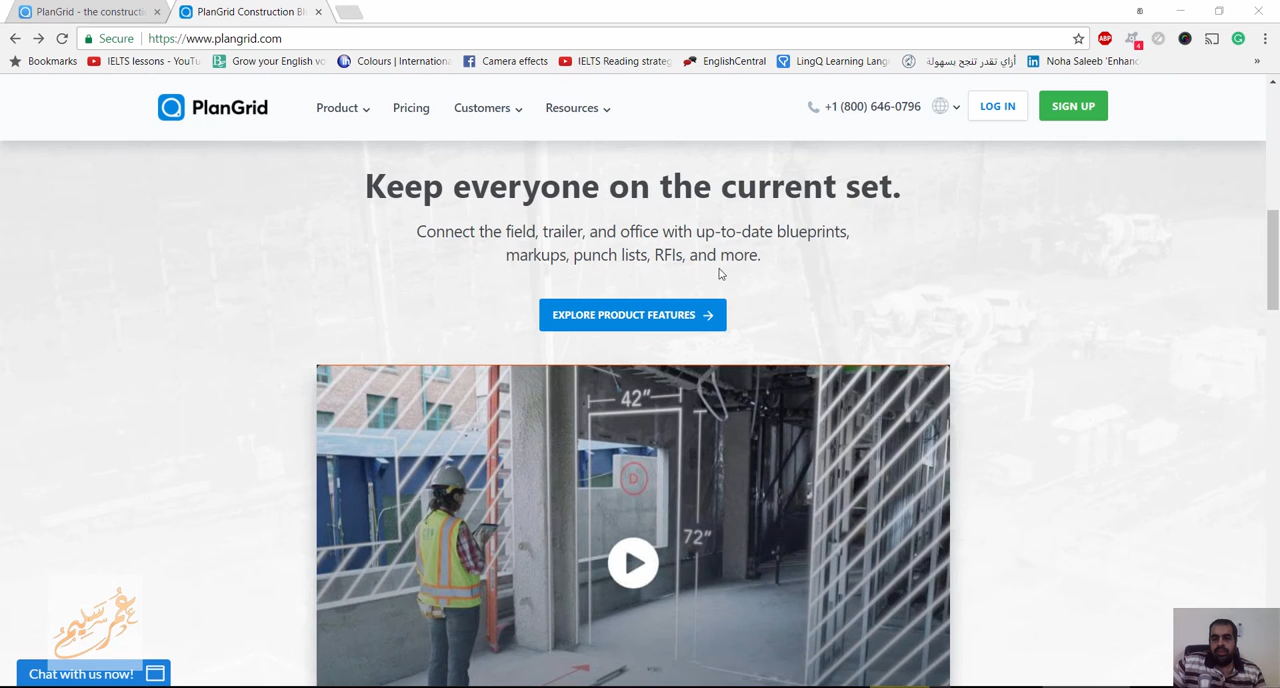 PlanGrid - the constructi
PlanGrid Construction Bl
Secure
https://www.plangrid.com
Bookmarks
IELTS lessons - YouTu
Grow your English vo
Colours | Internationa
Camera effects
IELTS Reading strateg
EnglishCentral
LingQ Learning Lang
أزاي تقدر تنجح بسهولة
Noha Saleeb 'Enhanc
PlanGrid
Product
Pricing
Customers
Resources
+1 (800) 646-0796
LOG IN
SIGN UP
Keep everyone on the current set.
Connect the field, trailer, and office with up-to-date blueprints,
markups, punch lists, RFIs, and more.
EXPLORE PRODUCT FEATURES
42”
D
72”
عمر سليم
Chat with us now!